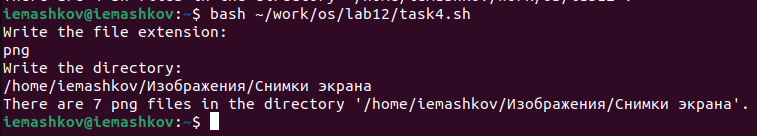 iemashkov@iemashkov:~$ bash ~/work/os/lab12/task4.sh
Write the file extension:
png
Write the directory:
/home/iemashkov/Изображения/Снимки экрана
There are 7 png files in the directory '/home/iemashkov/Изображения/Снимки экрана'.
iemashkov@iemashkov:~$